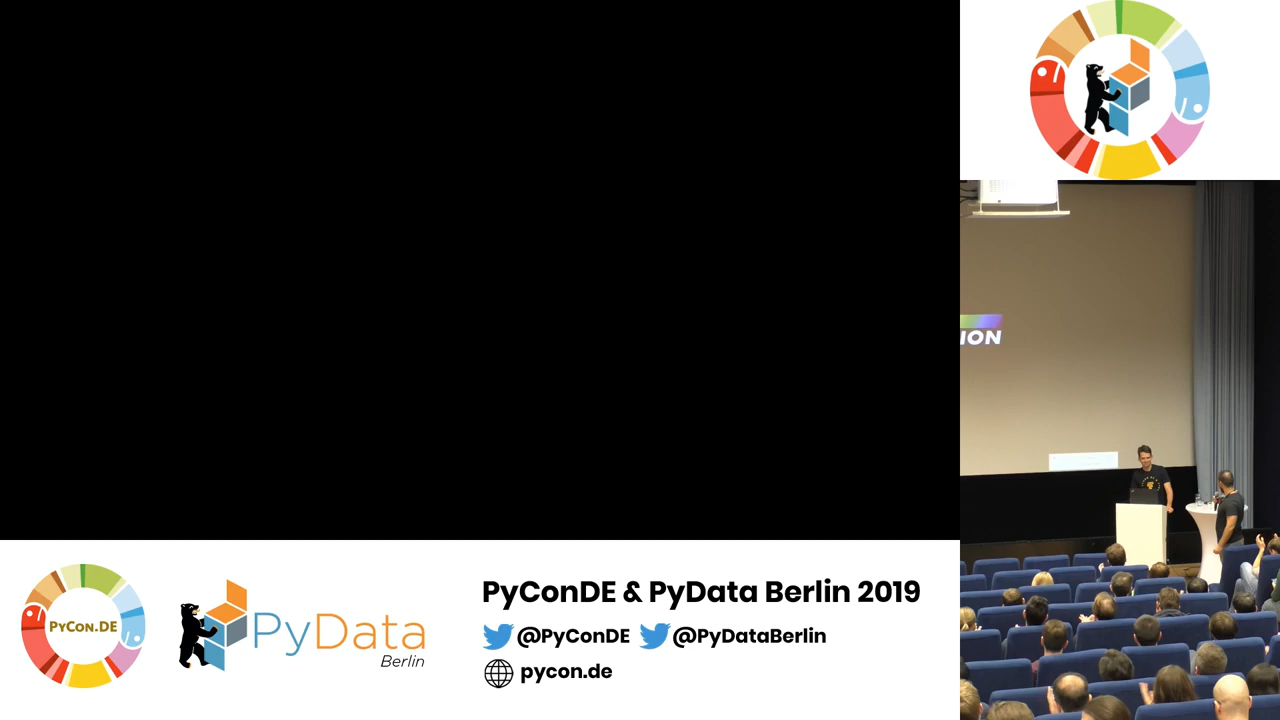 ION
PyCon.DE
PyData
Berlin
PyConDE & PyData Berlin 2019
@PyConDE @PyDataBerlin
pycon.de